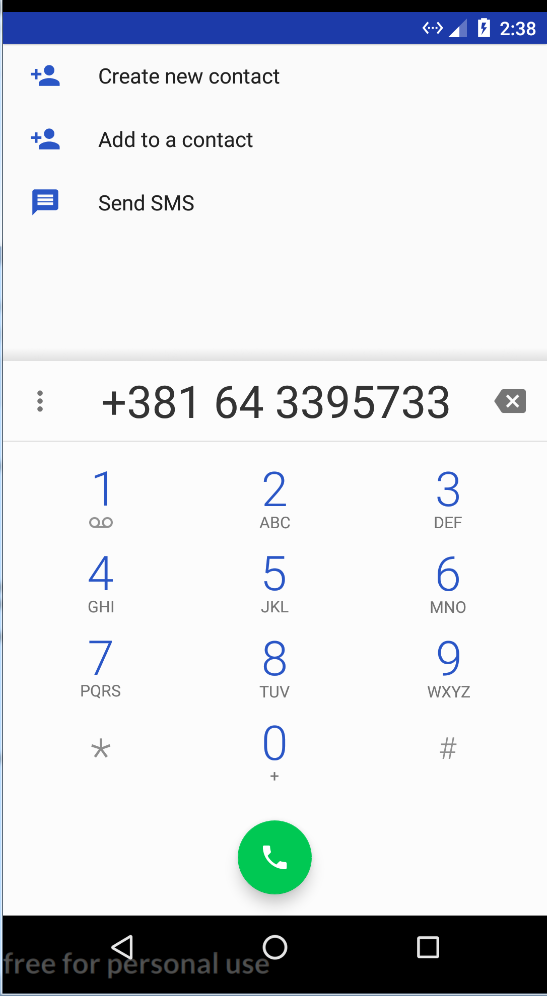 2:38
Create new contact
Add to a contact
Send SMS
+381 64 3395733
1 2 3
ABC DEF
4 5 6
GHI JKL MNO
7 8 9
PQRS TUV WXYZ
* 0 #
+
free for personal use